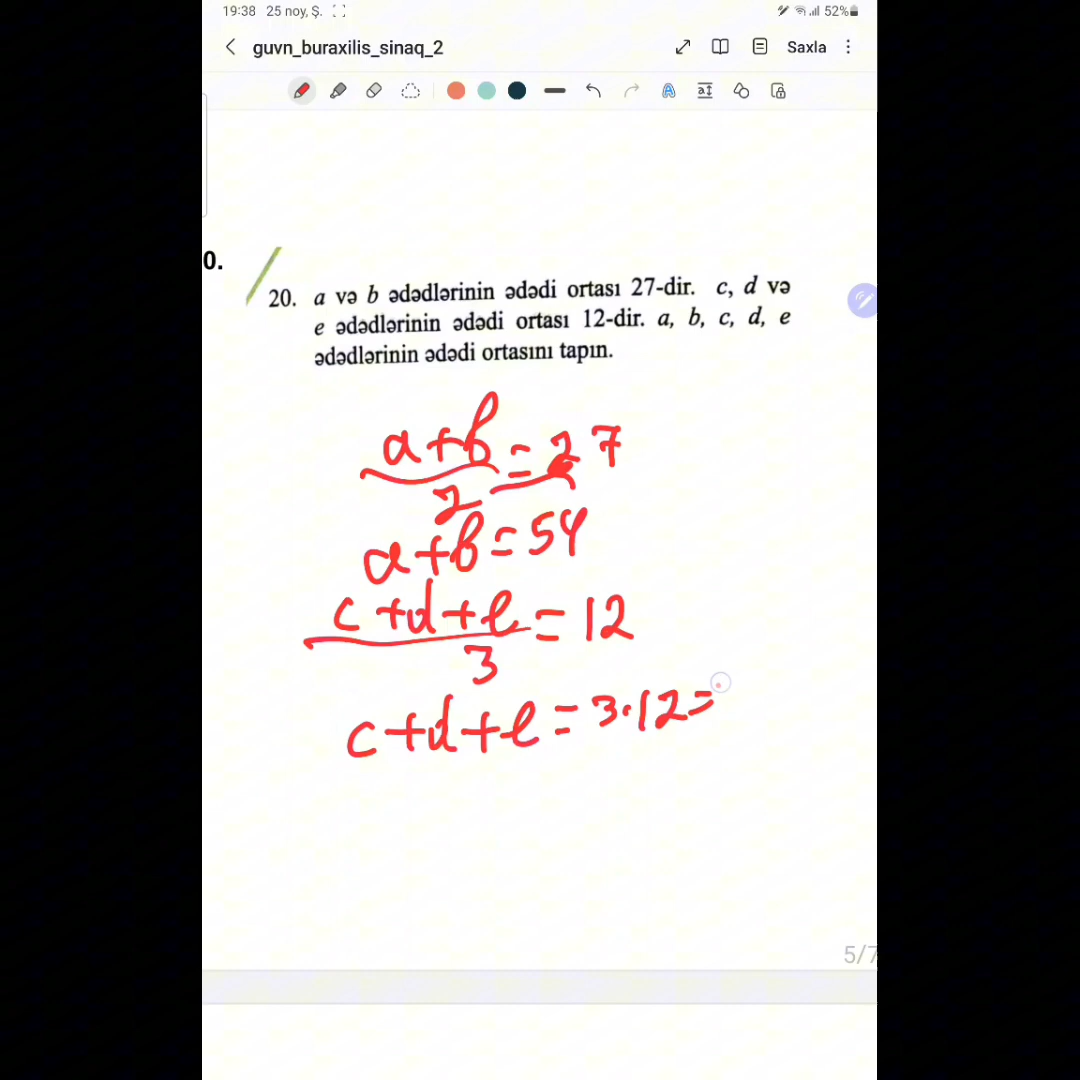 19:38 25 noy, Ş. 52%
guvn_buraxilis_sinaq_2 Saxla
0.
20. a və b ədədlərinin ədədi ortası 27-dir. c, d və
e ədədlərinin ədədi ortası 12-dir. a, b, c, d, e
ədədlərinin ədədi ortasını tapın.
a+b/2=27
a+b=54
c+d+e/3=12
c+d+e=3·12=
5/7